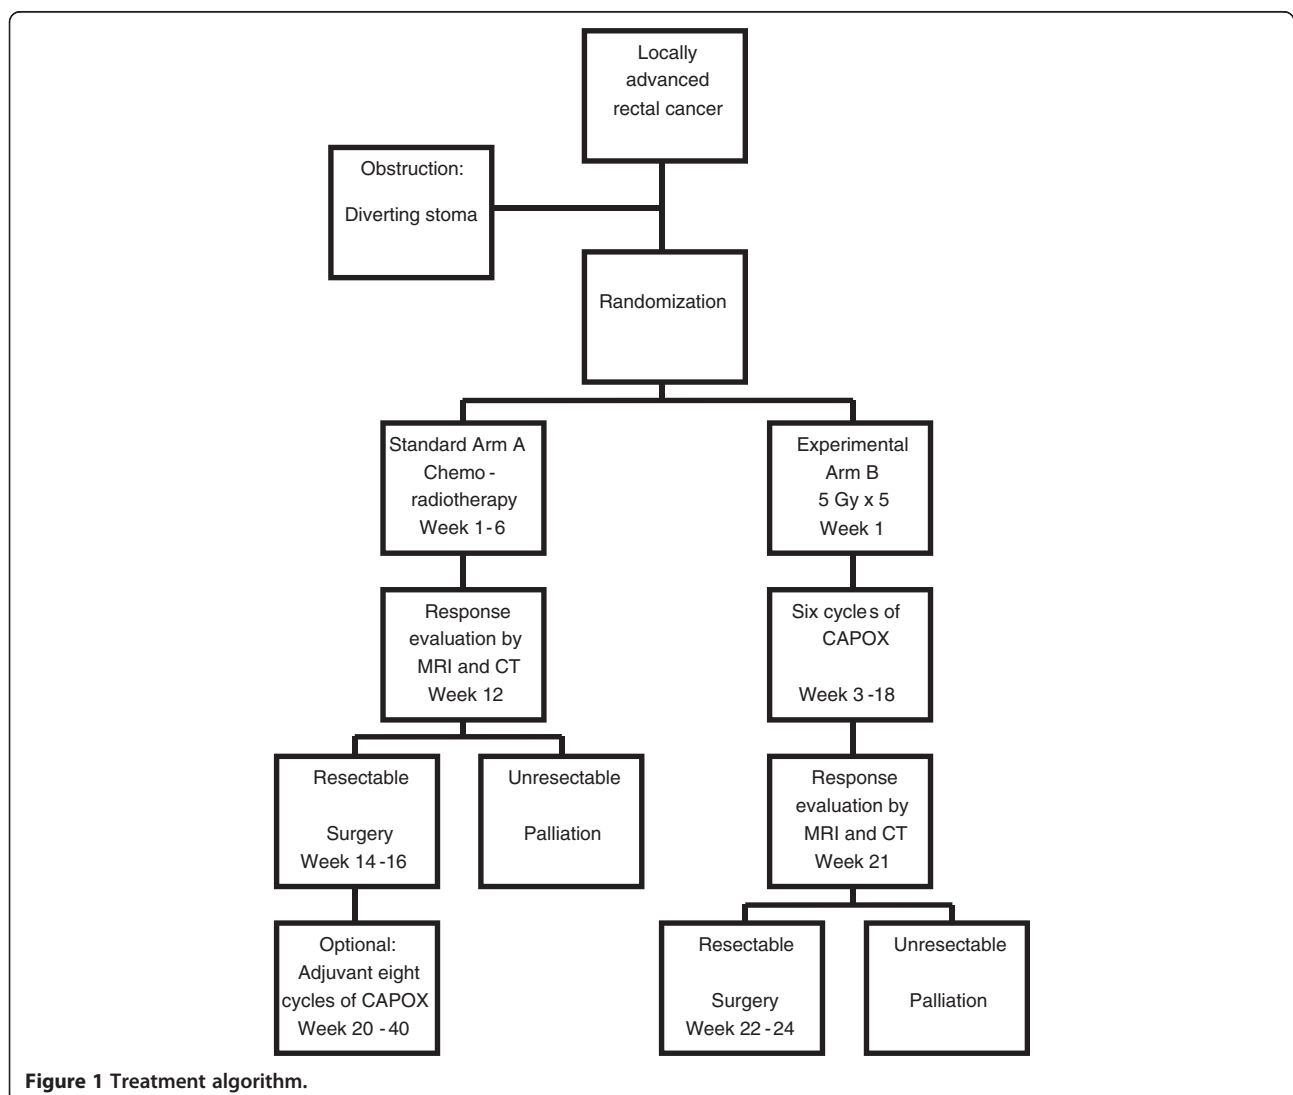 Locally
advanced
rectal cancer
Obstruction:
Diverting stoma
Randomization
Standard Arm A
Chemo -
radiotherapy
Week 1-6
Experimental
Arm B
5 Gy x 5
Week 1
Response
evaluation by
MRI and CT
Week 12
Six cycles of
CAPOX
Week 3 -18
Resectable
Surgery
Week 14 -16
Unresectable
Palliation
Response
evaluation by
MRI and CT
Week 21
Optional:
Adjuvant eight
cycles of CAPOX
Week 20 - 40
Resectable
Surgery
Week 22 - 24
Unresectable
Palliation
Figure 1 Treatment algorithm.